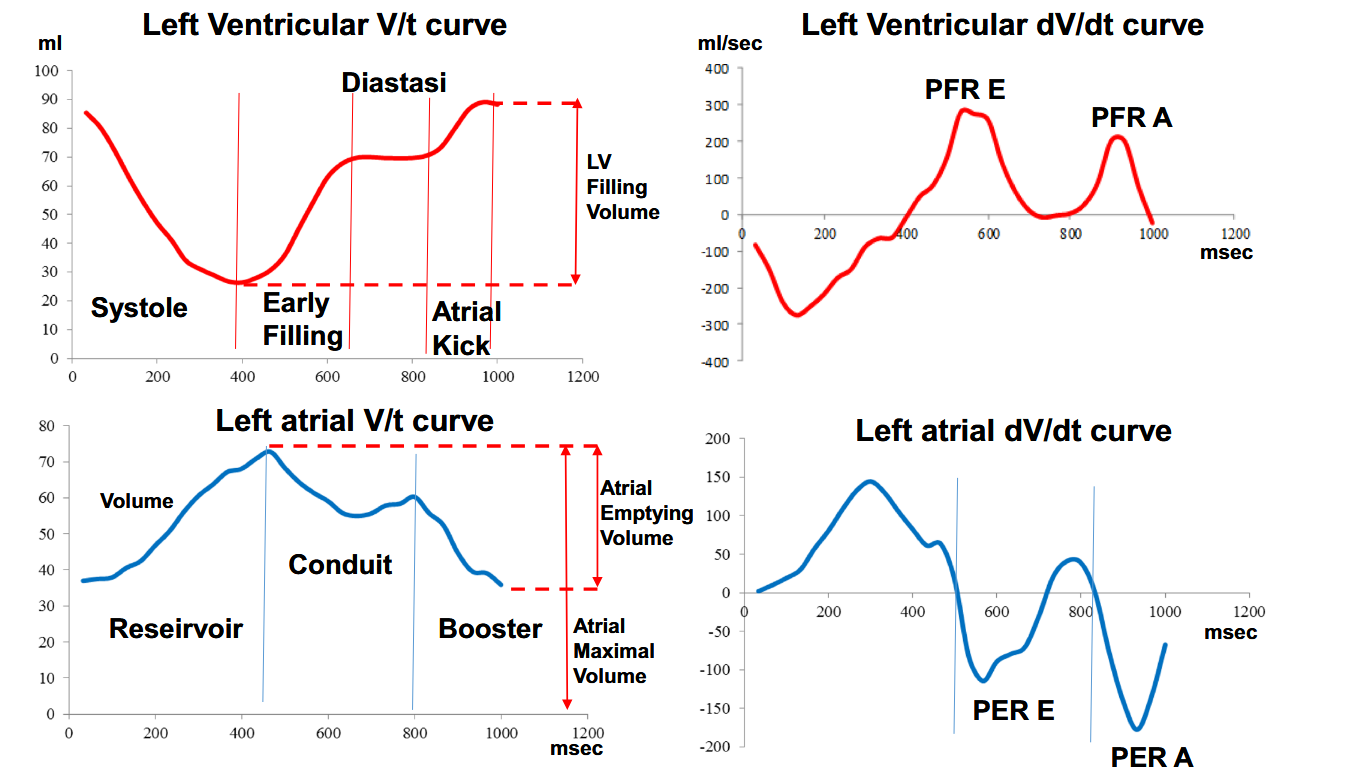 Left Ventricular V/t curve
ml
100
90
80
70
60
50
40
30
20
10
0
0 200 400 600 800 1000 1200
Diastasi
Systole
Early
Filling
Atrial
Kick
LV
Filling
Volume
Left Ventricular dV/dt curve
ml/sec
400
300
200
100
0
-100
-200
-300
-400
0 200 400 600 800 1000 1200
msec
PFR E
PFR A
Left atrial V/t curve
80
70
60
50
40
30
20
10
0
0 200 400 600 800 1000 1200
msec
Volume
Reseirvoir
Conduit
Booster
Atrial
Emptying
Volume
Atrial
Maximal
Volume
Left atrial dV/dt curve
200
150
100
50
0
-50
-100
-150
-200
0 200 400 600 800 1000 1200
msec
PER E
PER A